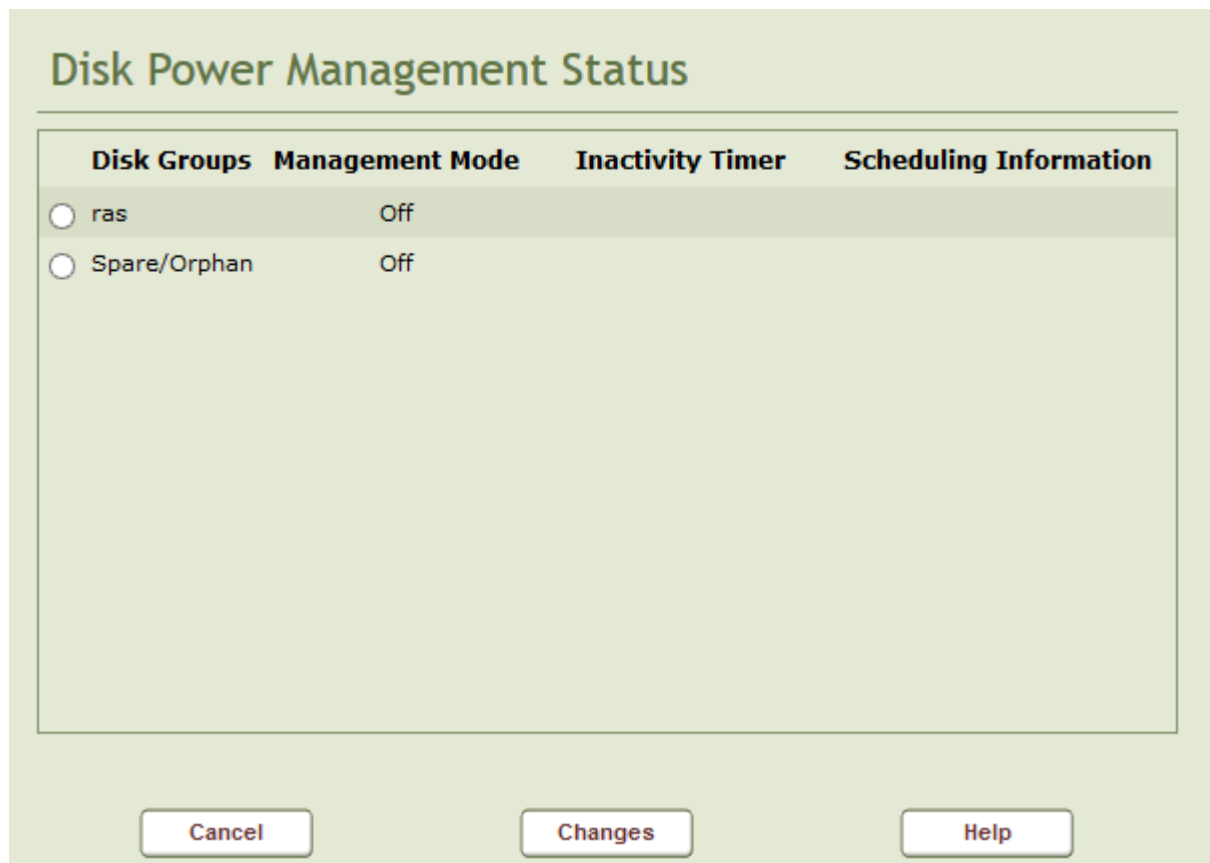 Disk Power Management Status
Disk Groups Management Mode Inactivity Timer Scheduling Information
ras Off
Spare/Orphan Off
Cancel Changes Help